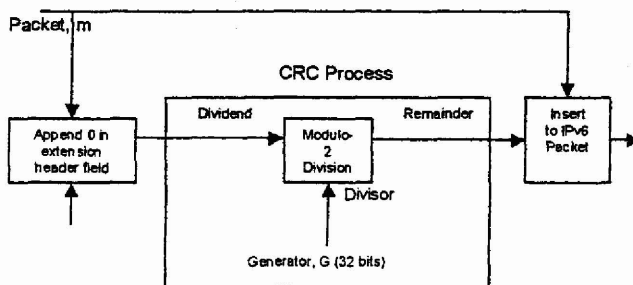 Packet, m
CRC Process
Dividend
Remainder
Append 0 in
extension
header field
Modulo-
2
Division
Insert
to IPv6
Packet
Divisor
Generator, G (32 bits)